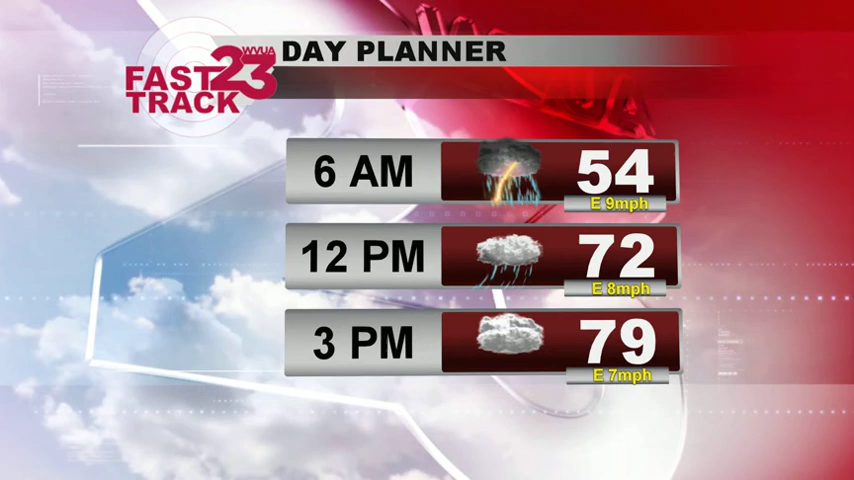 WVUA
23
FAST
TRACK
DAY PLANNER
6 AM
54
E 9mph
12 PM
72
E 8mph
3 PM
79
E 7mph